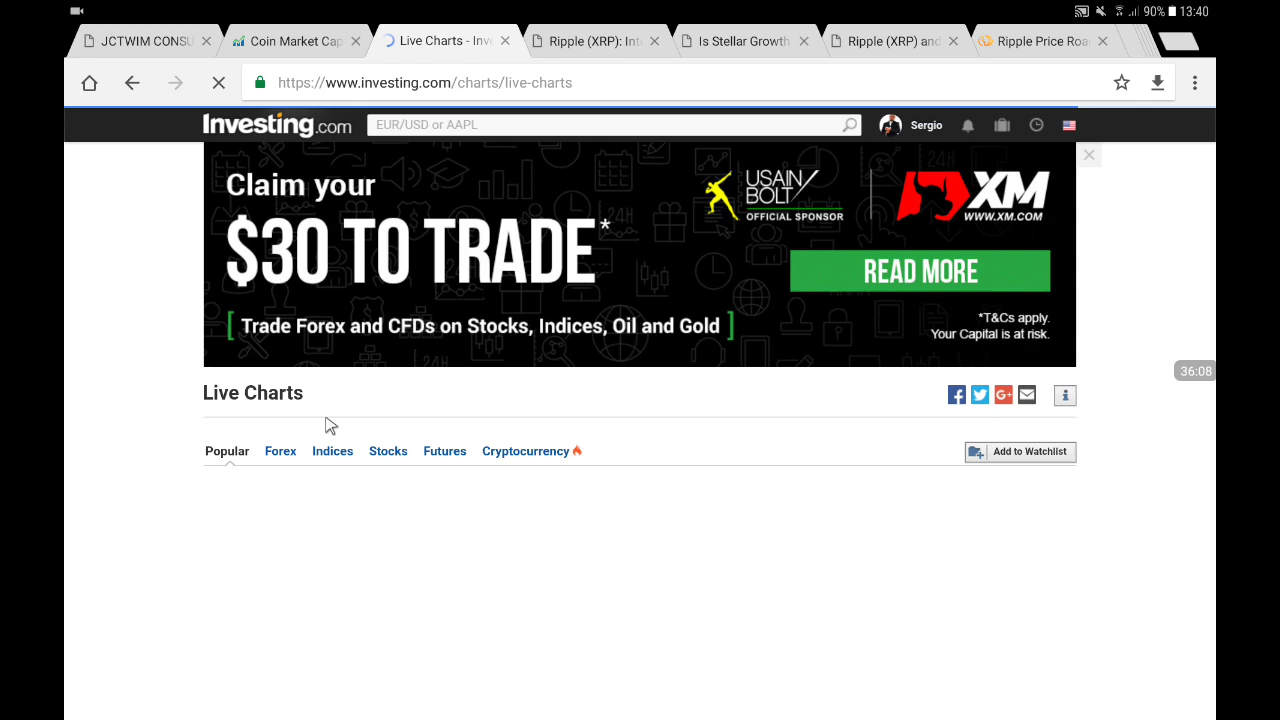 90% 13:40
JCTWIM CONSU
Coin Market Cap
Live Charts - Inve
Ripple (XRP): Int
Is Stellar Growth
Ripple (XRP) and
Ripple Price Roa
https://www.investing.com/charts/live-charts
Investing.com
EUR/USD or AAPL
Sergio
Claim your
$30 TO TRADE*
[ Trade Forex and CFDs on Stocks, Indices, Oil and Gold ]
USAIN
BOLT
OFFICIAL SPONSOR
XM
WWW.XM.COM
READ MORE
*T&Cs apply.
Your Capital is at risk.
36:08
Live Charts
Popular Forex Indices Stocks Futures Cryptocurrency
Add to Watchlist